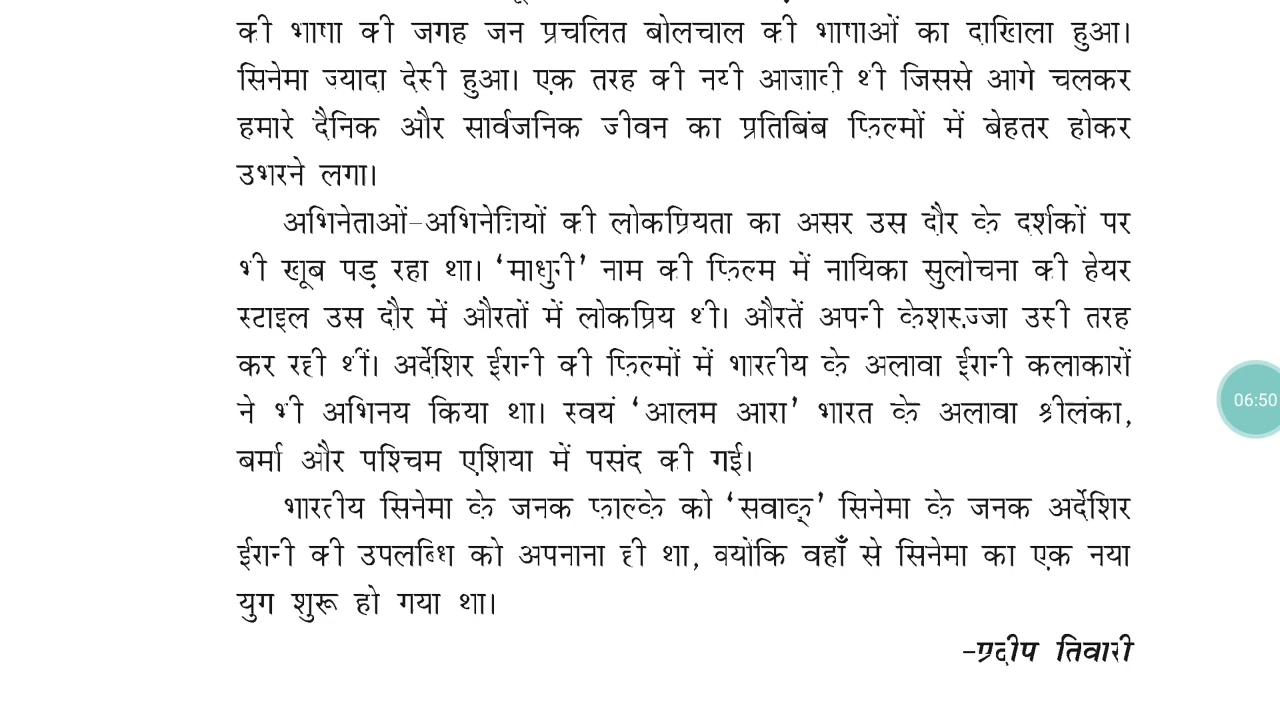 की भाषा की जगह जन प्रचलित बोलचाल की भाषाओं का दाखिला हुआ।
सिनेमा ज्यादा देसी हुआ। एक तरह की नयी आज़ादी थी जिससे आगे चलकर
हमारे दैनिक और सार्वजनिक जीवन का प्रतिबिंब फ़िल्मों में बेहतर होकर
उभरने लगा।
अभिनेताओं-अभिनेत्रियों की लोकप्रियता का असर उस दौर के दर्शकों पर
भी खूब पड़ रहा था। ‘माधुरी’ नाम की फ़िल्म में नायिका सुलोचना की हेयर
स्टाइल उस दौर में औरतों में लोकप्रिय थी। औरतें अपनी केशसज्जा उसी तरह
कर रही थीं। अर्देशिर ईरानी की फ़िल्मों में भारतीय के अलावा ईरानी कलाकारों
ने भी अभिनय किया था। स्वयं ‘आलम आरा’ भारत के अलावा श्रीलंका,
बर्मा और पश्चिम एशिया में पसंद की गई।
भारतीय सिनेमा के जनक फाल्के को ‘सवाक्’ सिनेमा के जनक अर्देशिर
ईरानी की उपलब्धि को अपनाना ही था, क्योंकि वहाँ से सिनेमा का एक नया
युग शुरू हो गया था।
-प्रदीप तिवारी
06:50